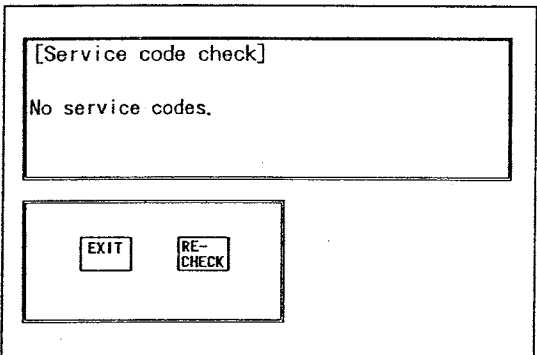 [Service code check]
No service codes.
EXIT
RE-
CHECK